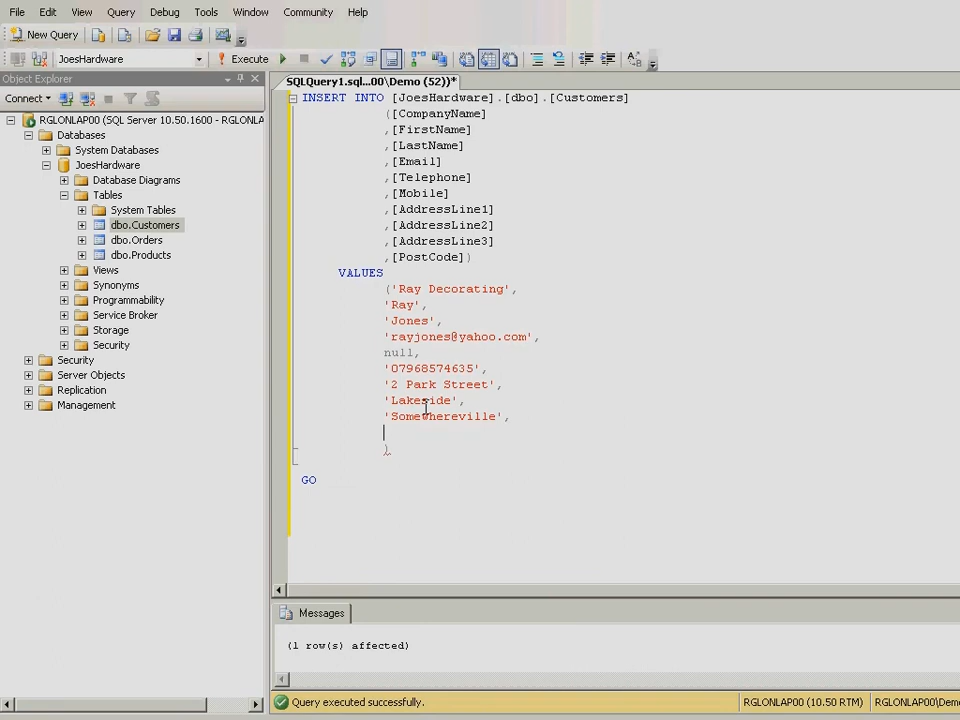 File Edit View Query Debug Tools Window Community Help
New Query
JoesHardware Execute
Object Explorer
SQLQuery1.sql...00\Demo (52))*
Connect
RGLONLAP00 (SQL Server 10.50.1600 - RGLONLA
Databases
System Databases
JoesHardware
Database Diagrams
Tables
System Tables
dbo.Customers
dbo.Orders
dbo.Products
Views
Synonyms
Programmability
Service Broker
Storage
Security
Security
Server Objects
Replication
Management
INSERT INTO [JoesHardware].[dbo].[Customers]
([CompanyName]
,[FirstName]
,[LastName]
,[Email]
,[Telephone]
,[Mobile]
,[AddressLine1]
,[AddressLine2]
,[AddressLine3]
,[PostCode])
VALUES
('Ray Decorating',
'Ray',
'Jones',
'rayjones@yahoo.com',
null,
'07968574635',
'2 Park Street',
'Lakeside',
'Somewhereville',
)
GO
Messages
(1 row(s) affected)
Query executed successfully.
RGLONLAP00 (10.50 RTM)
RGLONLAP00\Demo